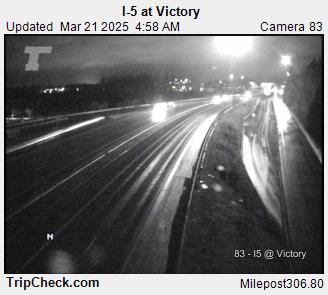 I-5 at Victory
Updated Mar 21 2025 4:58 AM Camera 83
T
N
83 - I5 @ Victory
TripCheck.com Milepost306.80